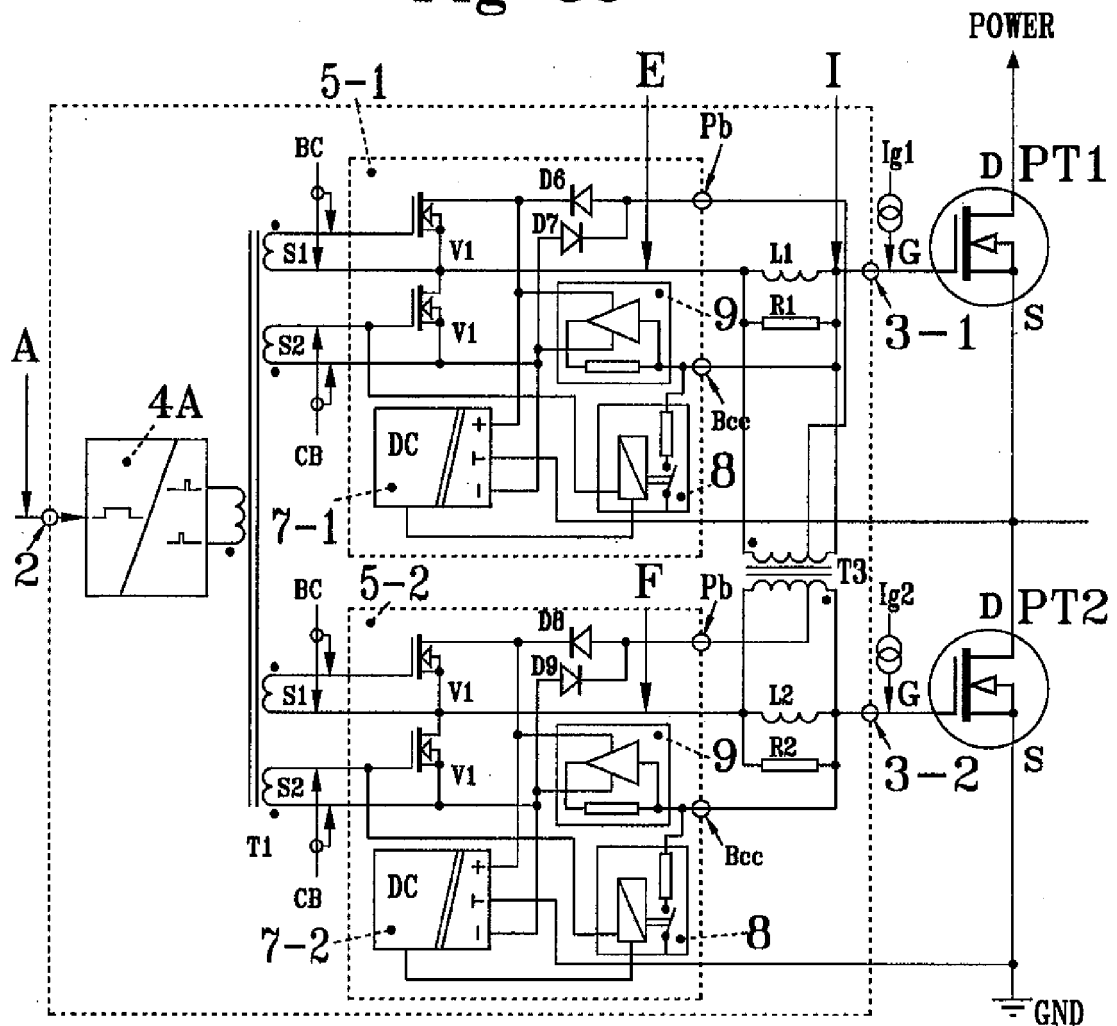 POWER
5-1
E
I
Pb
BC
Ig1
D
PT1
D6
D7
S1
V1
L1
G
9
R1
3-1
S
A
S2
V1
4A
CB
DC
+
T
-
Bcc
8
7-1
2
5-2
F
Pb
T3
Ig2
D
PT2
BC
D8
D9
S1
V1
L2
G
9
R2
3-2
S
S2
V1
T1
CB
DC
+
T
-
Bcc
8
7-2
GND